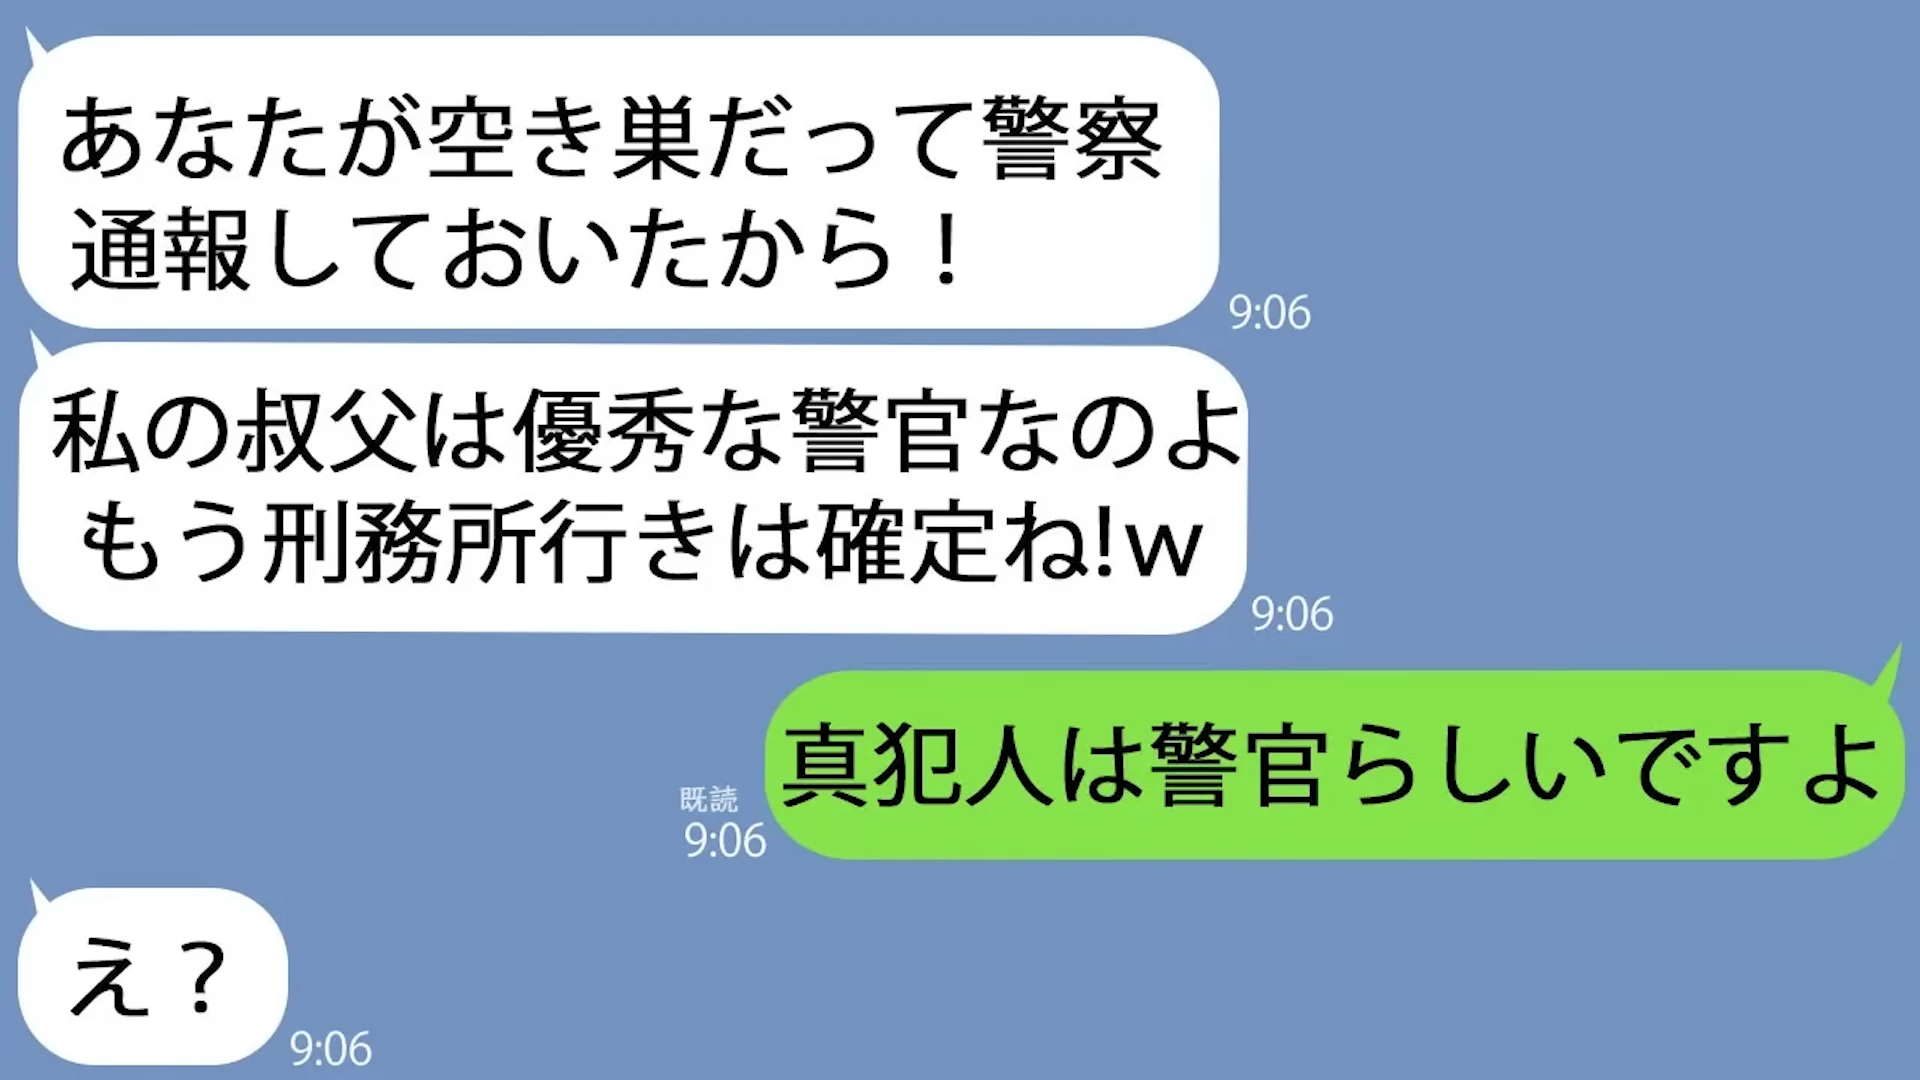 あなたが空き巣だって警察
通報しておいたから！
9:06
私の叔父は優秀な警官なのよ
もう刑務所行きは確定ね!w
9:06
真犯人は警官らしいですよ
既読
9:06
え？
9:06